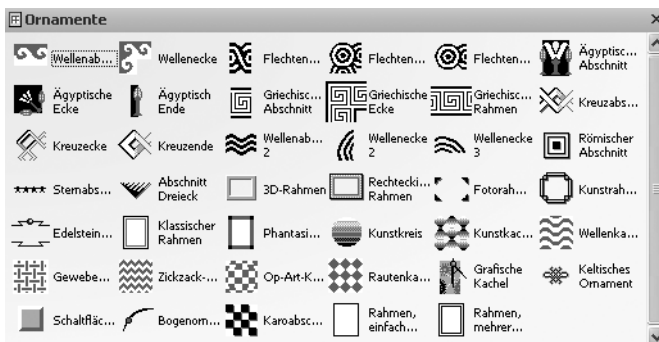 Ornamente
Wellenab... Wellenecke Flechten... Flechten... Flechten... Ägyptisc...
Abschnitt
Ägyptische Ägyptisch Griechisc... Griechische Griechisc... Kreuzabs...
Ecke Ende Abschnitt Ecke Rahmen
Kreuzecke Kreuzende Wellenab... Wellenecke Wellenecke Römischer
2 2 3 Abschnitt
Sternabs... Abschnitt 3D-Rahmen Rechtecki... Fotorah... Kunstrah...
Dreieck Rahmen
Edelstein... Klassischer Phantasi... Kunstkreis Kunstkac... Wellenka...
Rahmen
Gewebe... Zickzack-... Op-Art-K... Rautenka... Grafische Keltisches
Kachel Ornament
Schaltfläc... Bogenorn... Karoabsc... Rahmen, Rahmen,
einfach... mehrer...